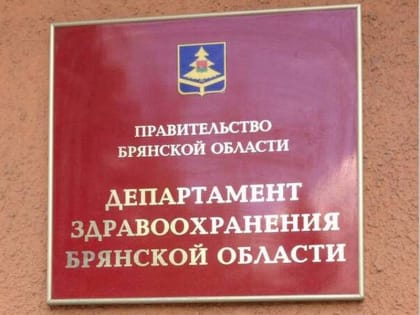 ПРАВИТЕЛЬСТВО
БРЯНСКОЙ ОБЛАСТИ
ДЕПАРТАМЕНТ
ЗДРАВООХРАНЕНИЯ
БРЯНСКОЙ ОБЛАСТИ